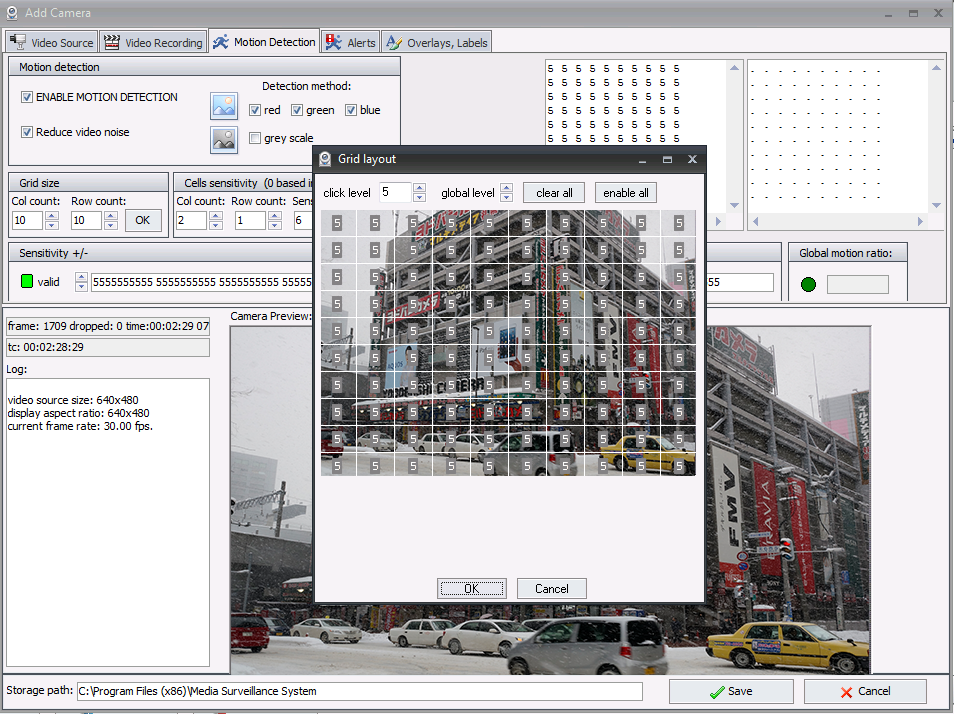 Add Camera
Video Source Video Recording Motion Detection Alerts Overlays, Labels
Motion detection
ENABLE MOTION DETECTION
Reduce video noise
Detection method:
red green blue
grey scale
5 5 5 5 5 5 5 5 5 5
5 5 5 5 5 5 5 5 5 5
5 5 5 5 5 5 5 5 5 5
5 5 5 5 5 5 5 5 5 5
5 5 5 5 5 5 5 5 5 5
5 5 5 5 5 5 5 5 5 5
- - - - - - - - - -
- - - - - - - - - -
- - - - - - - - - -
- - - - - - - - - -
- - - - - - - - - -
- - - - - - - - - -
- - - - - - - - - -
- - - - - - - - - -
- - - - - - - - - -
- - - - - - - - - -
Grid size
Col count: Row count:
10 10 OK
Cells sensitivity (0 based in
Col count: Row count: Sens
2 1 6
Sensitivity +/-
valid 5555555555 5555555555 5555555555 55555
55
Global motion ratio:
Grid layout
click level 5 global level clear all enable all
5 5 5 5 5 5 5 5 5 5
5 5 5 5 5 5 5 5 5 5
5 5 5 5 5 5 5 5 5 5
5 5 5 5 5 5 5 5 5 5
5 5 5 5 5 5 5 5 5 5
5 5 5 5 5 5 5 5 5 5
5 5 5 5 5 5 5 5 5 5
5 5 5 5 5 5 5 5 5 5
5 5 5 5 5 5 5 5 5 5
5 5 5 5 5 5 5 5 5 5
OK Cancel
frame: 1709 dropped: 0 time:00:02:29 07
tc: 00:02:28:29
Log:
video source size: 640x480
display aspect ratio: 640x480
current frame rate: 30.00 fps.
Camera Preview:
FMV
BRAVIA
Storage path: C:\Program Files (x86)\Media Surveillance System
Save Cancel